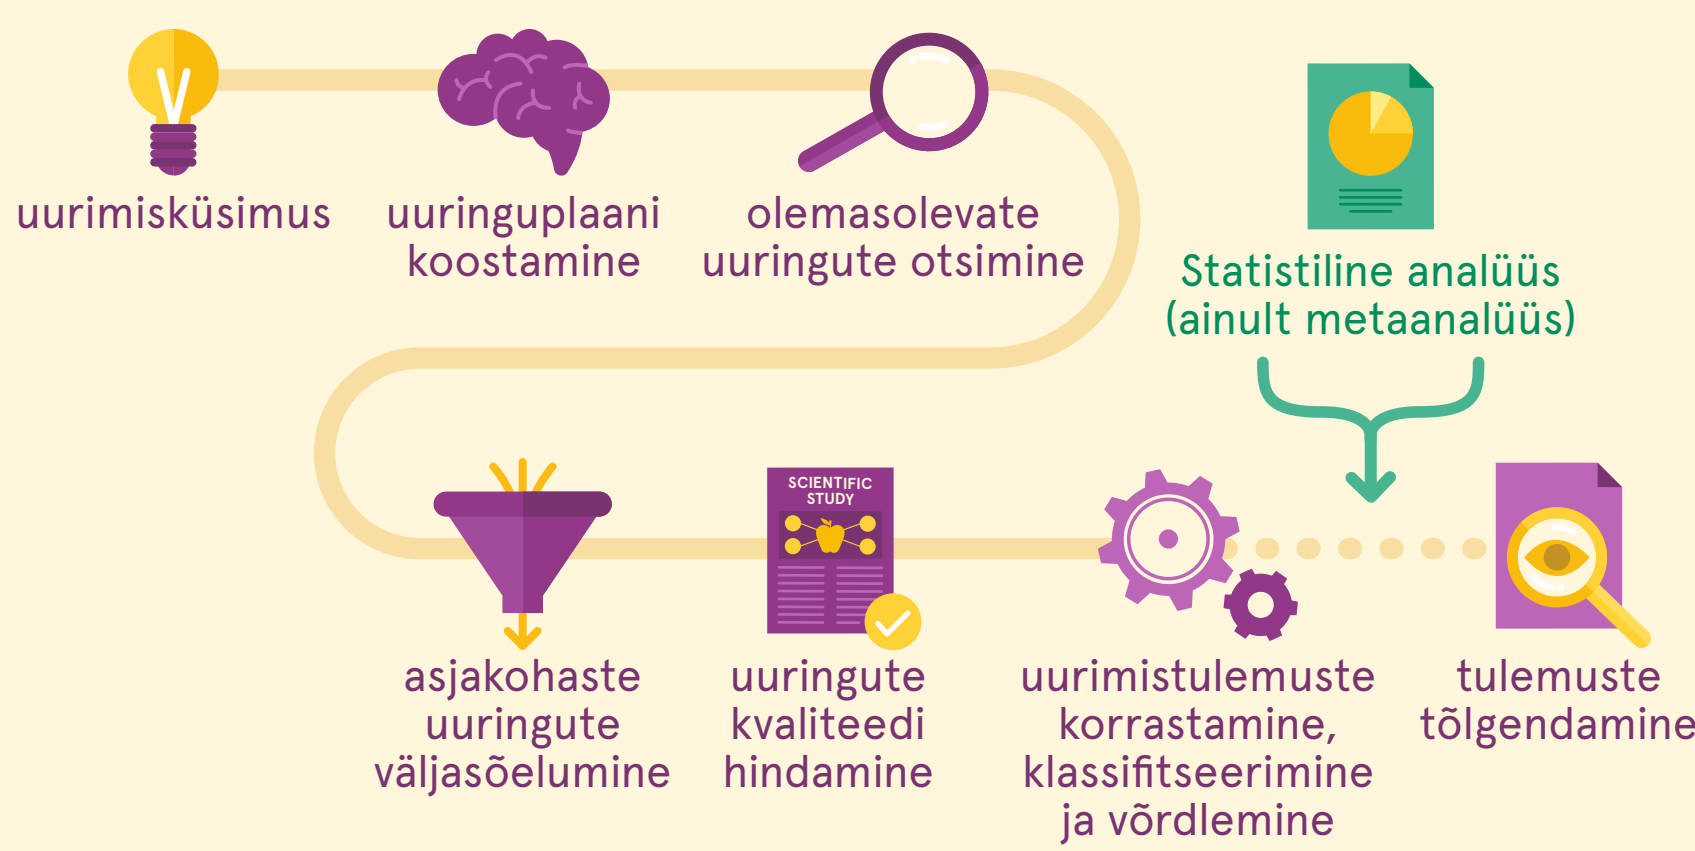 uurimisküsimus
uuringuplaani
koostamine
olemasolevate
uuringute otsimine
Statistiline analüüs
(ainult metaanalüüs)
asjakohaste
uuringute
väljasõelumine
SCIENTIFIC
STUDY
uuringute
kvaliteedi
hindamine
uurimistulemuste
korrastamine,
klassifitseerimine
ja võrdlemine
tulemuste
tõlgendamine